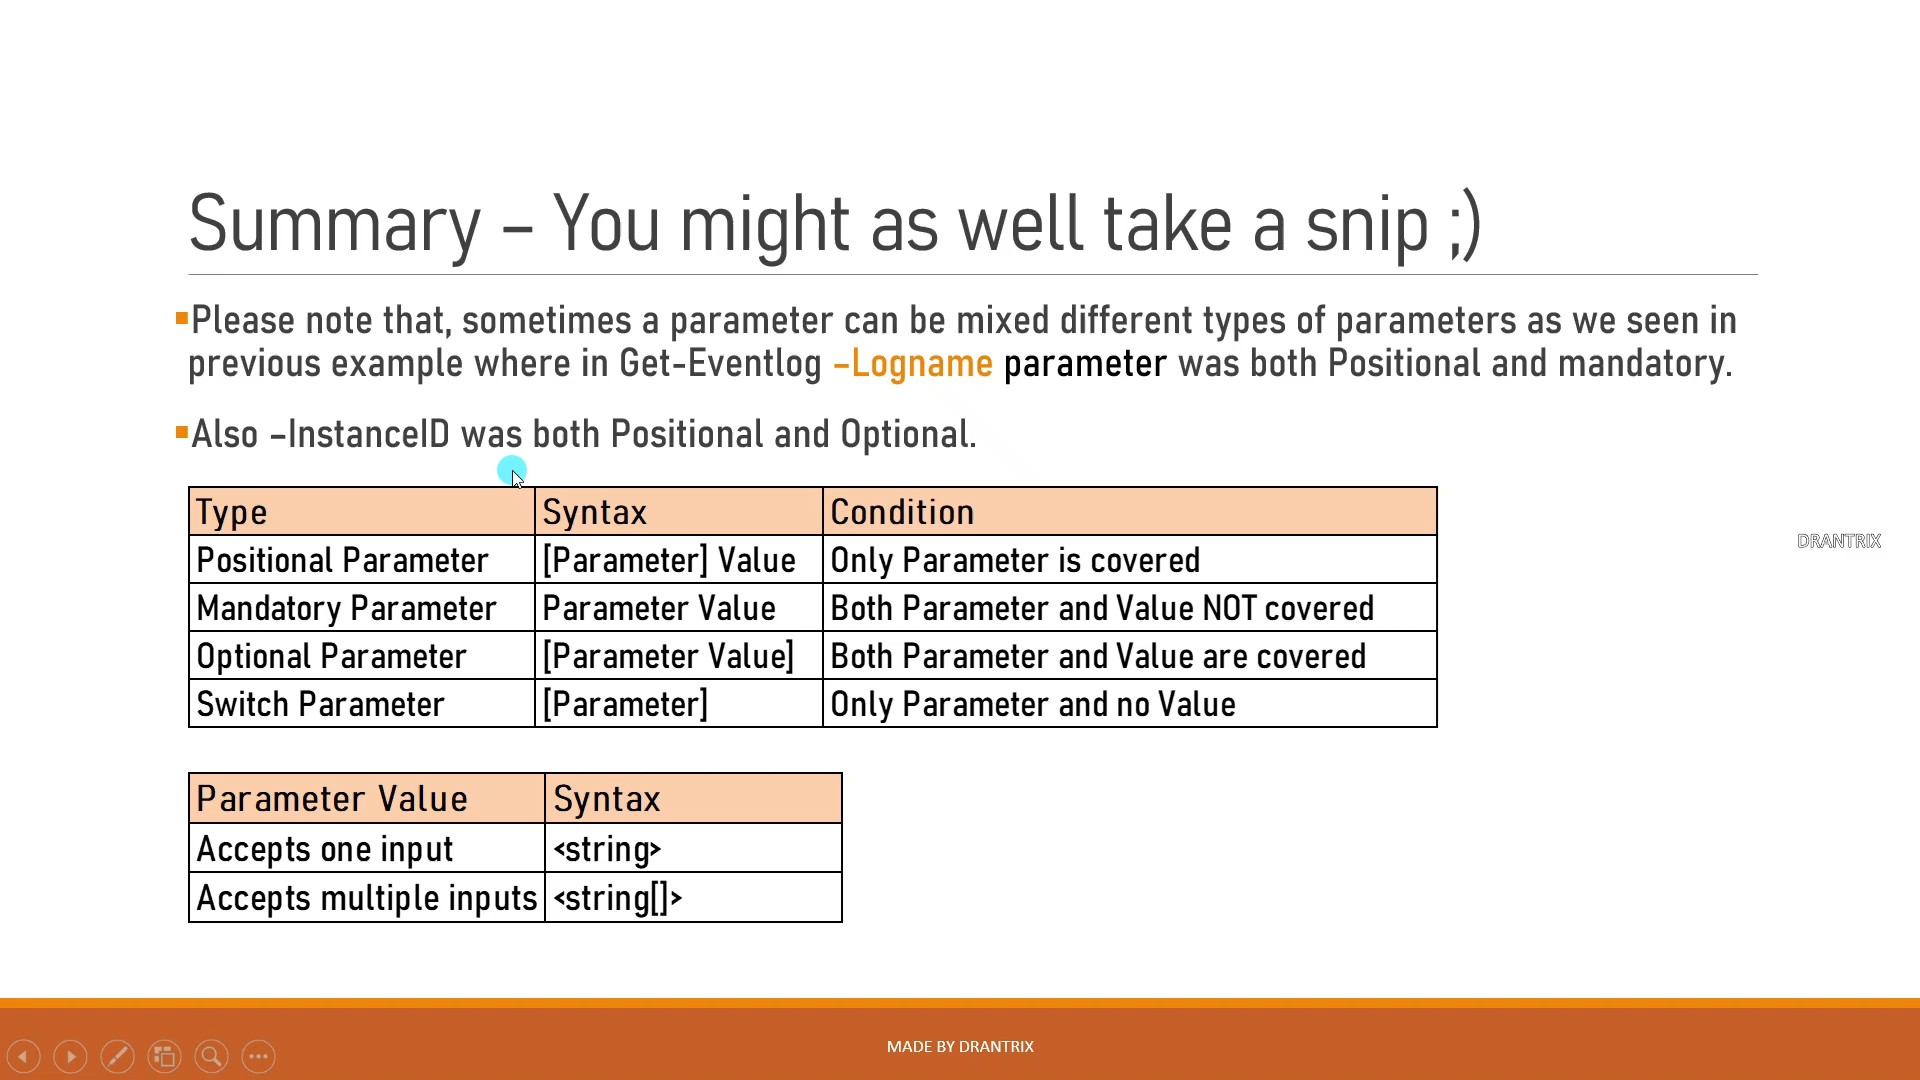 Summary – You might as well take a snip ;)
▪Please note that, sometimes a parameter can be mixed different types of parameters as we seen in
previous example where in Get-Eventlog –Logname parameter was both Positional and mandatory.
▪Also –InstanceID was both Positional and Optional.
Type Syntax Condition
Positional Parameter [Parameter] Value Only Parameter is covered
Mandatory Parameter Parameter Value Both Parameter and Value NOT covered
Optional Parameter [Parameter Value] Both Parameter and Value are covered
Switch Parameter [Parameter] Only Parameter and no Value
DRANTRIX
Parameter Value Syntax
Accepts one input <string>
Accepts multiple inputs <string[]>
MADE BY DRANTRIX